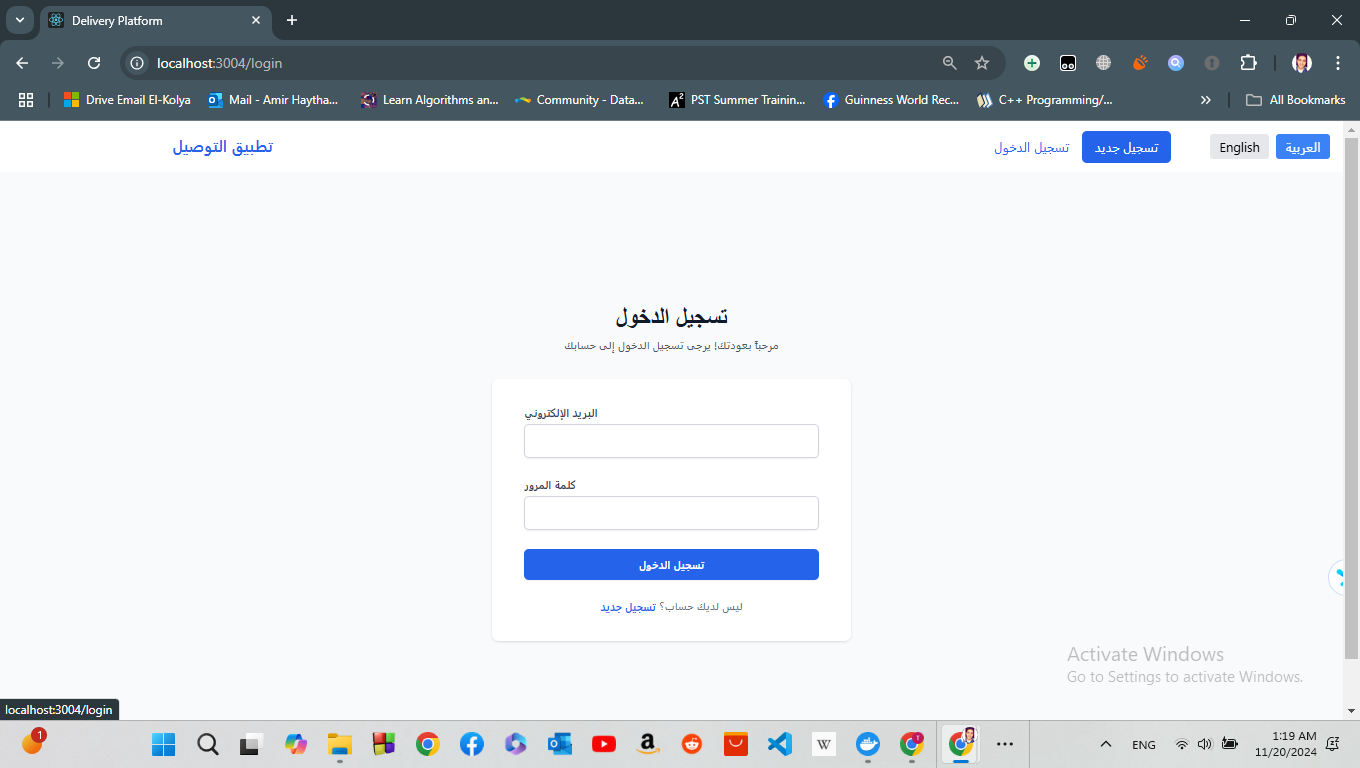 Delivery Platform
localhost:3004/login
Drive Email El-Kolya
Mail - Amir Haytha...
Learn Algorithms an...
Community - Data...
PST Summer Trainin...
Guinness World Rec...
C++ Programming/...
All Bookmarks
تطبيق التوصيل
تسجيل الدخول
تسجيل جديد
English
العربية
تسجيل الدخول
مرحباً بعودتك! يرجى تسجيل الدخول إلى حسابك
البريد الإلكتروني
كلمة المرور
تسجيل الدخول
ليس لديك حساب؟ تسجيل جديد
Activate Windows
Go to Settings to activate Windows.
localhost:3004/login
1
W
1
ENG
1:19 AM
11/20/2024